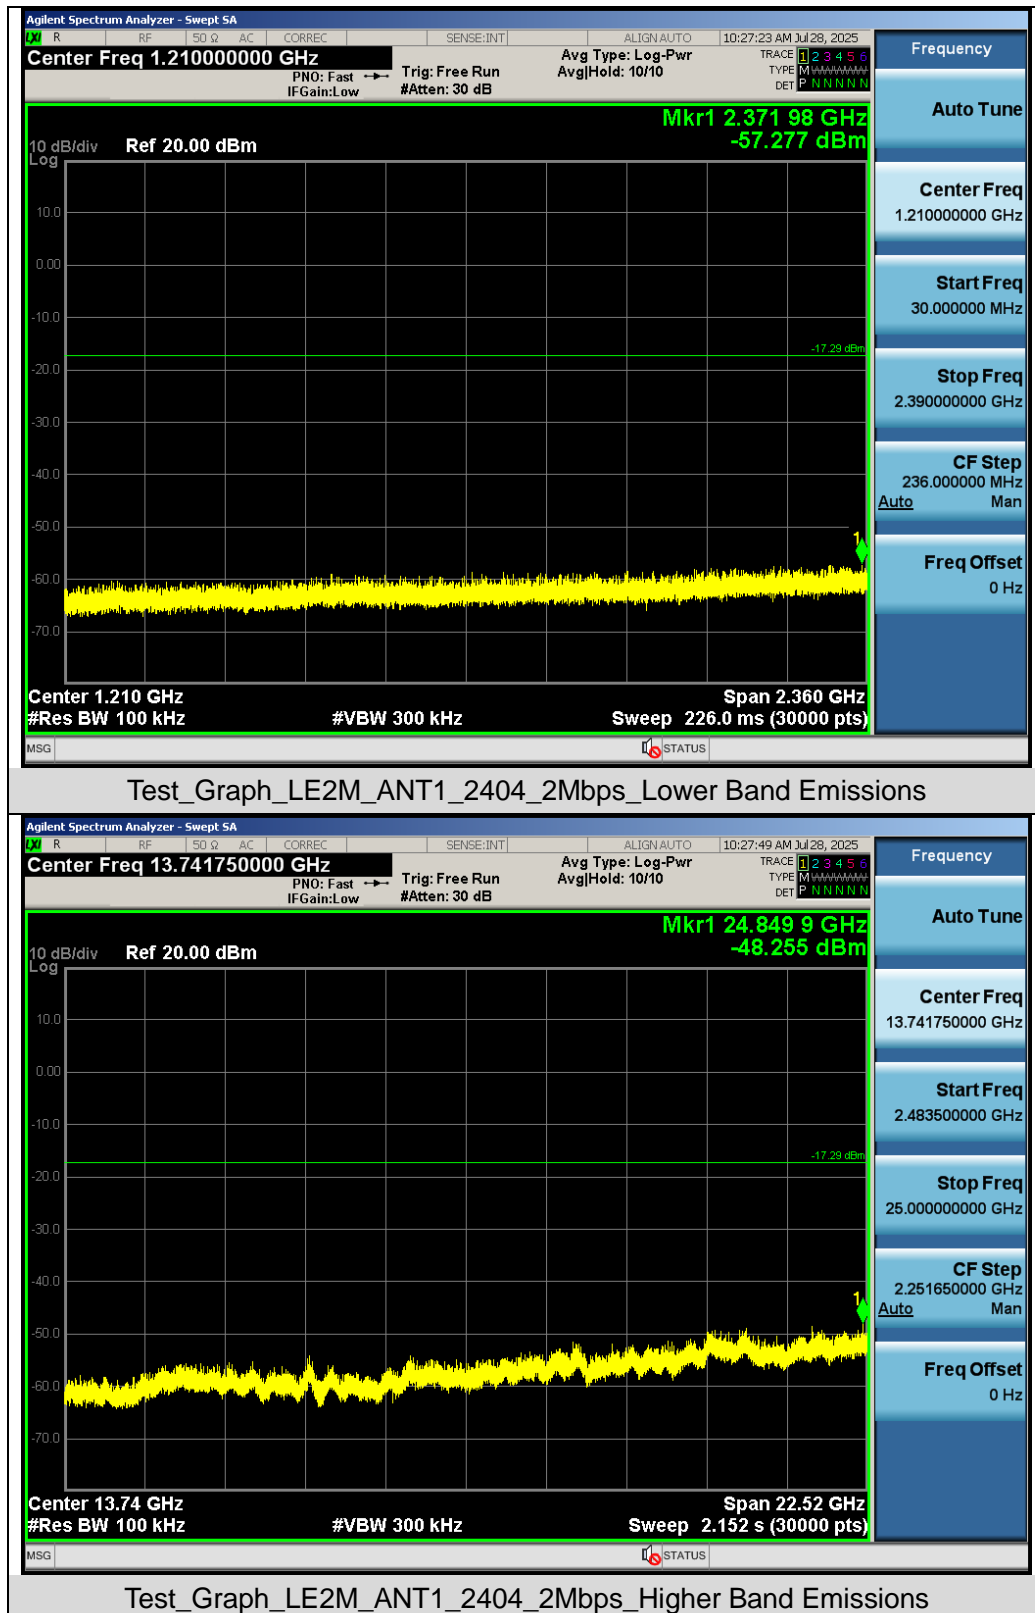 Agilent Spectrum Analyzer - Swept SA
LXI R RF 50 Ω AC CORREC SENSE:INT ALIGN AUTO 10:27:23 AM Jul 28, 2025
Center Freq 1.210000000 GHz
PNO: Fast
IFGain:Low
Trig: Free Run
#Atten: 30 dB
Avg Type: Log-Pwr
Avg|Hold: 10/10
TRACE 1 2 3 4 5 6
TYPE M
DET P N N N N N
Mkr1 2.371 98 GHz
-57.277 dBm
10 dB/div
Log
Ref 20.00 dBm
10.0
0.00
-10.0
-17.29 dBm
-20.0
-30.0
-40.0
-50.0
1
-60.0
-70.0
Center 1.210 GHz
Span 2.360 GHz
#Res BW 100 kHz
#VBW 300 kHz
Sweep 226.0 ms (30000 pts)
MSG
STATUS
Frequency
Auto Tune
Center Freq
1.210000000 GHz
Start Freq
30.000000 MHz
Stop Freq
2.390000000 GHz
CF Step
236.000000 MHz
Auto Man
Freq Offset
0 Hz
Test_Graph_LE2M_ANT1_2404_2Mbps_Lower Band Emissions
Agilent Spectrum Analyzer - Swept SA
LXI R RF 50 Ω AC CORREC SENSE:INT ALIGN AUTO 10:27:49 AM Jul 28, 2025
Center Freq 13.741750000 GHz
PNO: Fast
IFGain:Low
Trig: Free Run
#Atten: 30 dB
Avg Type: Log-Pwr
Avg|Hold: 10/10
TRACE 1 2 3 4 5 6
TYPE M
DET P N N N N N
Mkr1 24.849 9 GHz
-48.255 dBm
10 dB/div
Log
Ref 20.00 dBm
10.0
0.00
-10.0
-17.29 dBm
-20.0
-30.0
-40.0
1
-50.0
-60.0
-70.0
Center 13.74 GHz
Span 22.52 GHz
#Res BW 100 kHz
#VBW 300 kHz
Sweep 2.152 s (30000 pts)
MSG
STATUS
Frequency
Auto Tune
Center Freq
13.741750000 GHz
Start Freq
2.483500000 GHz
Stop Freq
25.000000000 GHz
CF Step
2.251650000 GHz
Auto Man
Freq Offset
0 Hz
Test_Graph_LE2M_ANT1_2404_2Mbps_Higher Band Emissions